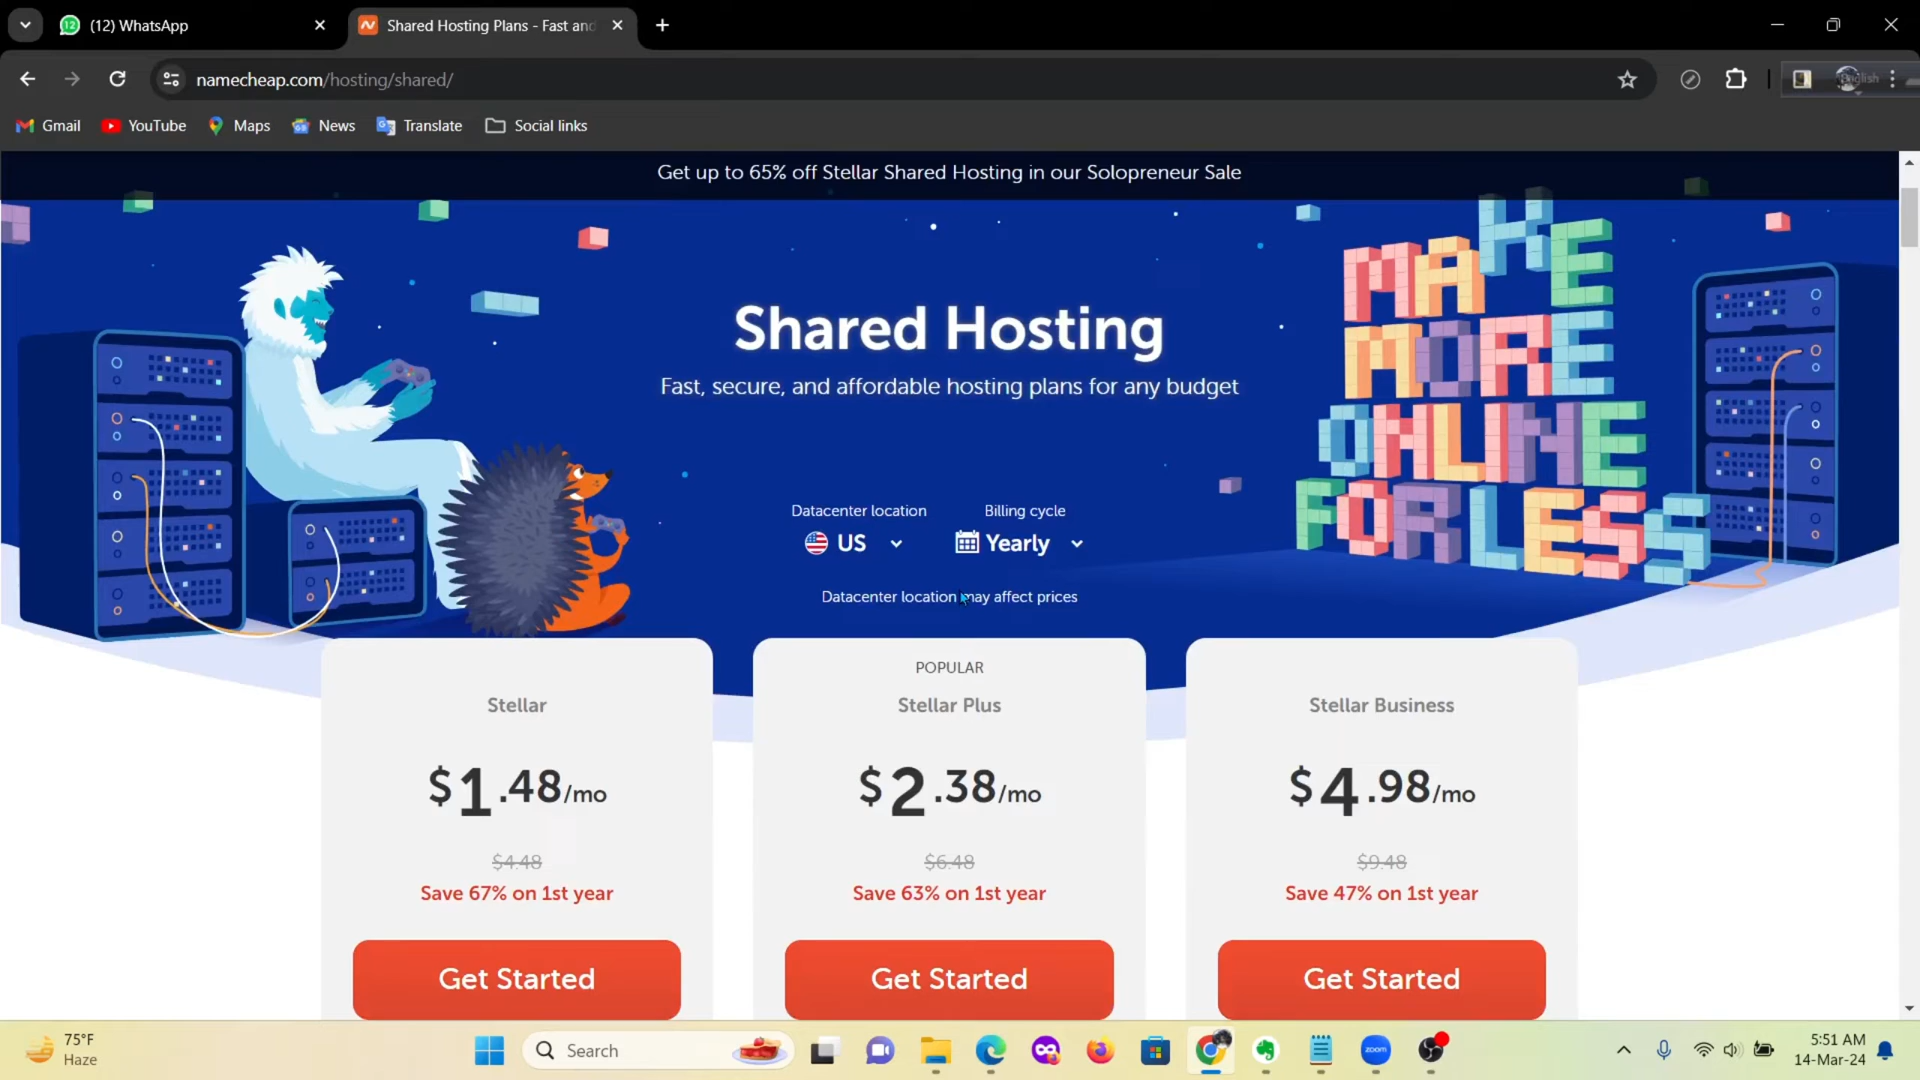 (12) WhatsApp
Shared Hosting Plans - Fast and
namecheap.com/hosting/shared/
English
Gmail
YouTube
Maps
News
Translate
Social links
Get up to 65% off Stellar Shared Hosting in our Solopreneur Sale
Shared Hosting
Fast, secure, and affordable hosting plans for any budget
MAKE
MORE
ONLINE
FOR LESS
Datacenter location
US
Billing cycle
Yearly
Datacenter location may affect prices
Stellar
$1.48/mo
$4.48
Save 67% on 1st year
Get Started
POPULAR
Stellar Plus
$2.38/mo
$6.48
Save 63% on 1st year
Get Started
Stellar Business
$4.98/mo
$9.48
Save 47% on 1st year
Get Started
75°F
Haze
Search
zoom
5:51 AM
14-Mar-24